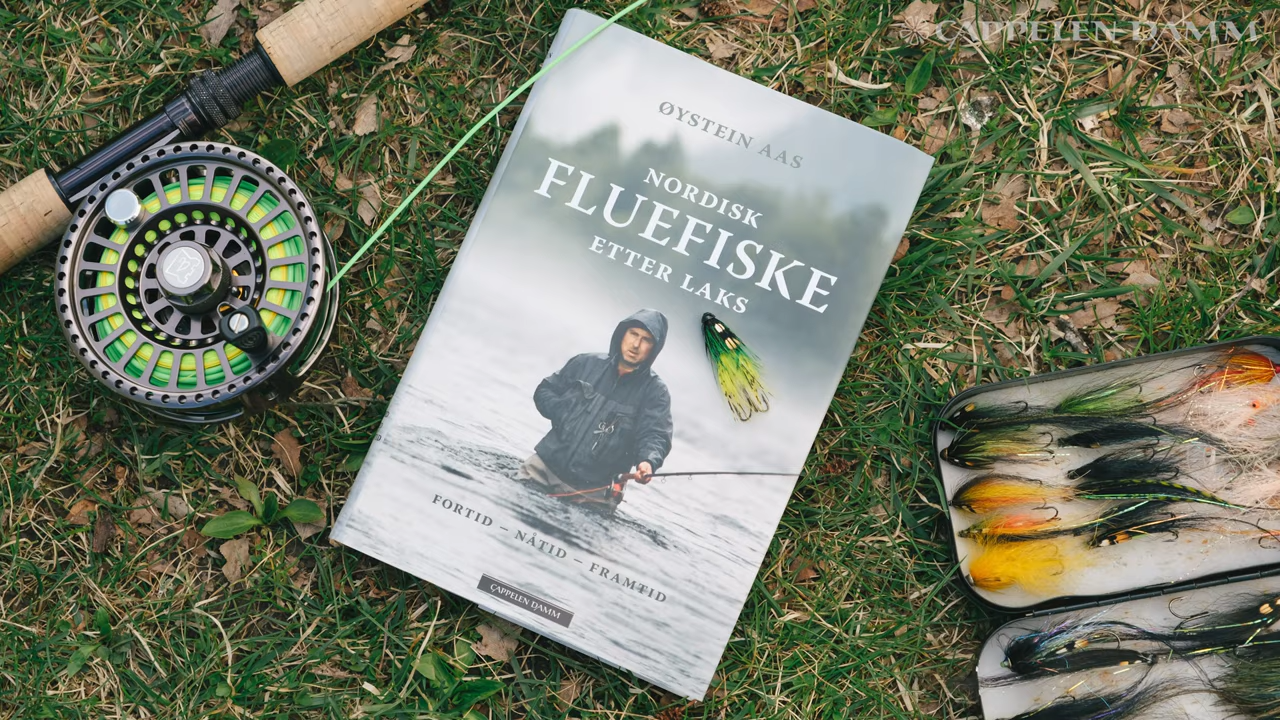 CAPPELEN DAMM
ØYSTEIN AAS
NORDISK
FLUEFISKE
ETTER LAKS
FORTID – NÅTID – FRAMTID
CAPPELEN DAMM